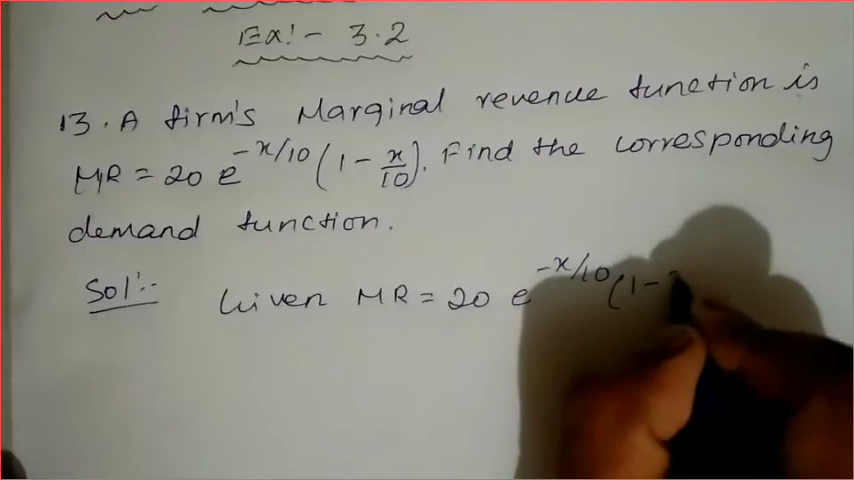 Ex:- 3.2
13. A firm's Marginal revenue function is
MR = 20 e^{-x/10} (1 - x/10). Find the corresponding
demand function.
Sol:- Given MR = 20 e^{-x/10} (1 -